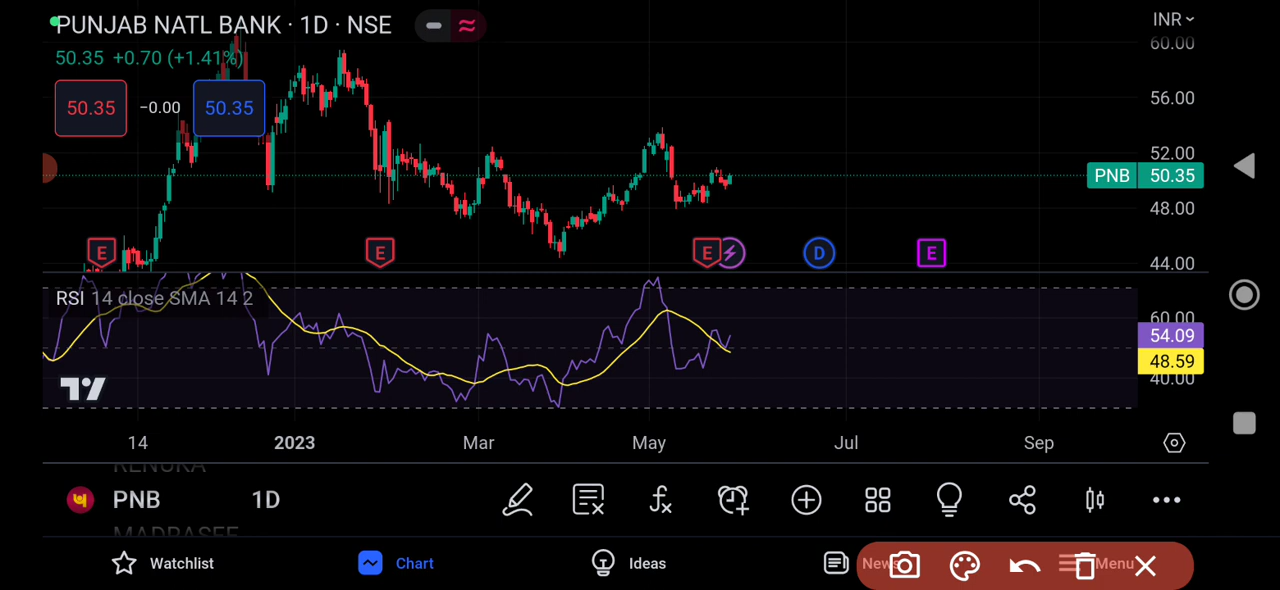 PUNJAB NATL BANK · 1D · NSE
INR
60.00
50.35 +0.70 (+1.41%)
56.00
50.35 −0.00 50.35
52.00
PNB 50.35
48.00
E E E D E
44.00
RSI 14 close SMA 14 2
60.00
54.09
48.59
40.00
14 2023 Mar May Jul Sep
RENUKA
PNB 1D
MADRASFE
Watchlist Chart Ideas News Menu